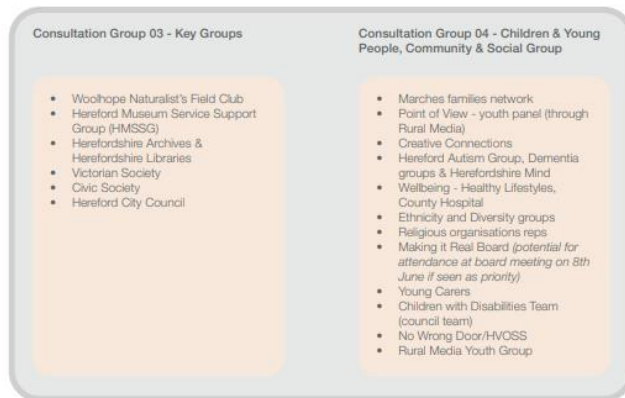 Consultation Group 03 - Key Groups
• Woolhope Naturalist's Field Club
• Hereford Museum Service Support
Group (HMSSG)
• Herefordshire Archives &
Herefordshire Libraries
• Victorian Society
• Civic Society
• Hereford City Council
Consultation Group 04 - Children & Young
People, Community & Social Group
• Marches families network
• Point of View - youth panel (through
Rural Media)
• Creative Connections
• Hereford Autism Group, Dementia
groups & Herefordshire Mind
• Wellbeing - Healthy Lifestyles,
County Hospital
• Ethnicity and Diversity groups
• Religious organisations reps
• Making it Real Board (potential for
attendance at board meeting on 8th
June if seen as priority)
• Young Carers
• Children with Disabilities Team
(council team)
• No Wrong Door/HVOSS
• Rural Media Youth Group